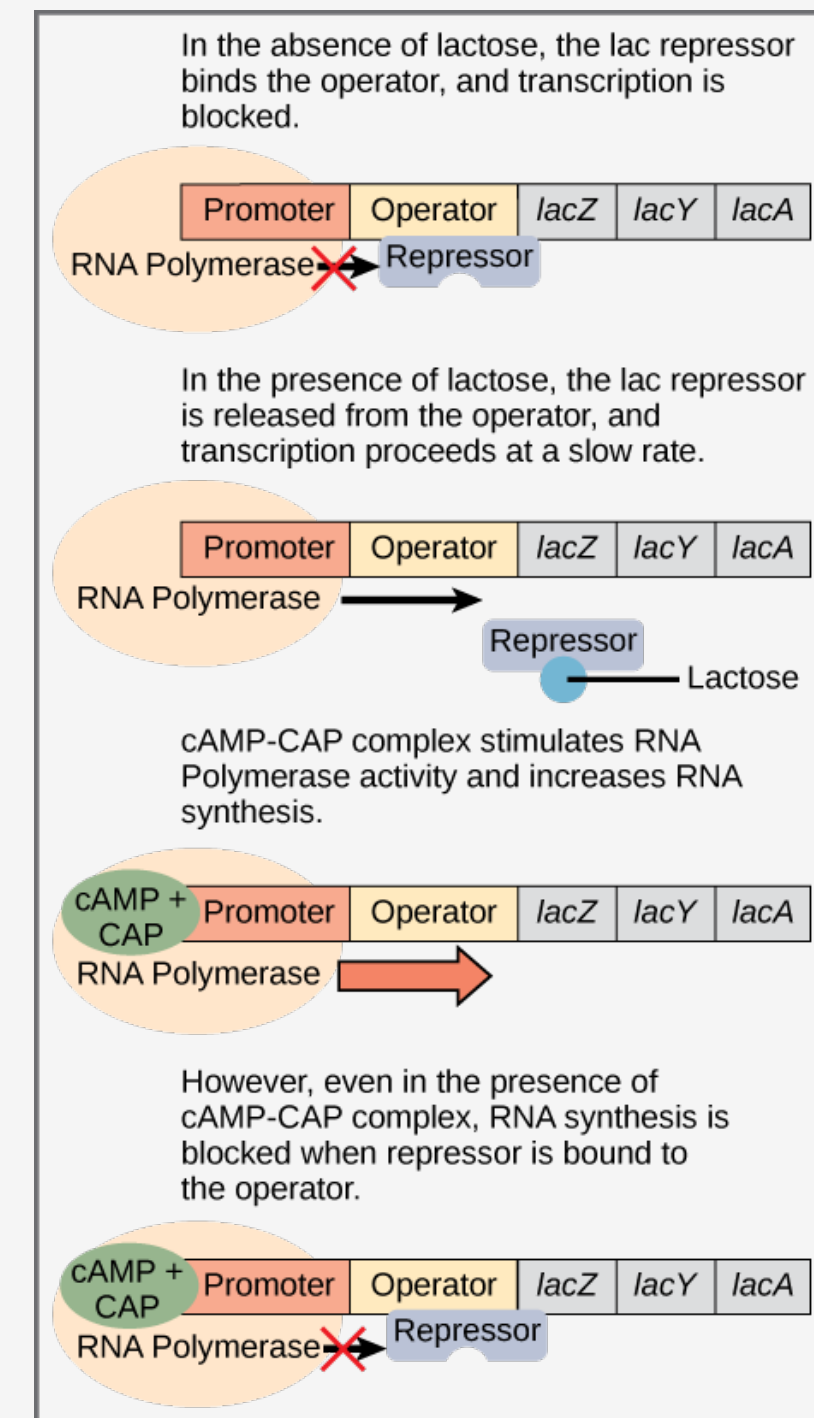 In the absence of lactose, the lac repressor
binds the operator, and transcription is
blocked.
Promoter Operator lacZ lacY lacA
RNA Polymerase Repressor
In the presence of lactose, the lac repressor
is released from the operator, and
transcription proceeds at a slow rate.
Promoter Operator lacZ lacY lacA
RNA Polymerase
Repressor
Lactose
cAMP-CAP complex stimulates RNA
Polymerase activity and increases RNA
synthesis.
cAMP +
CAP
Promoter Operator lacZ lacY lacA
RNA Polymerase
However, even in the presence of
cAMP-CAP complex, RNA synthesis is
blocked when repressor is bound to
the operator.
cAMP +
CAP
Promoter Operator lacZ lacY lacA
RNA Polymerase Repressor